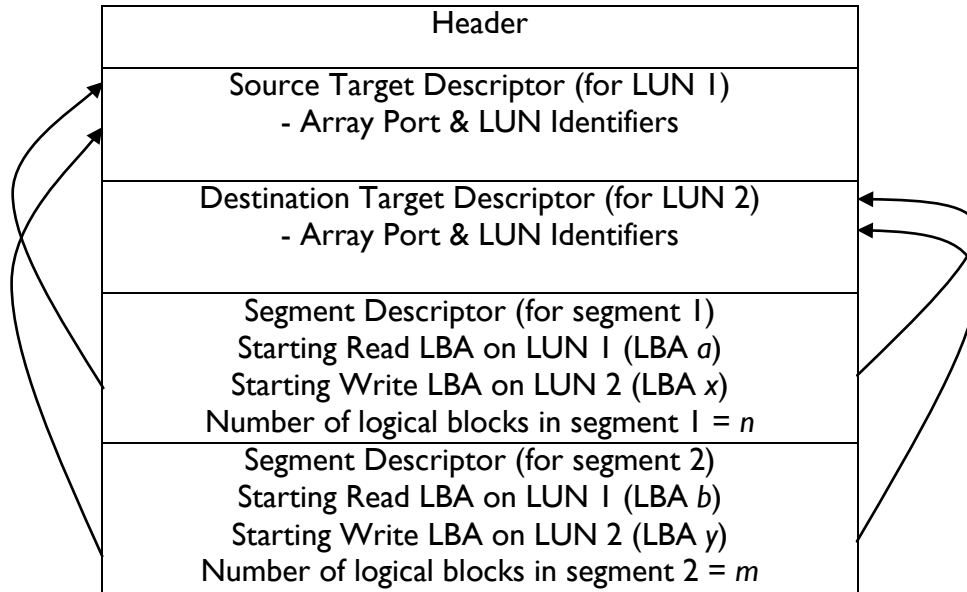 Header
Source Target Descriptor (for LUN 1)
- Array Port & LUN Identifiers
Destination Target Descriptor (for LUN 2)
- Array Port & LUN Identifiers
Segment Descriptor (for segment 1)
Starting Read LBA on LUN 1 (LBA a)
Starting Write LBA on LUN 2 (LBA x)
Number of logical blocks in segment 1 = n
Segment Descriptor (for segment 2)
Starting Read LBA on LUN 1 (LBA b)
Starting Write LBA on LUN 2 (LBA y)
Number of logical blocks in segment 2 = m